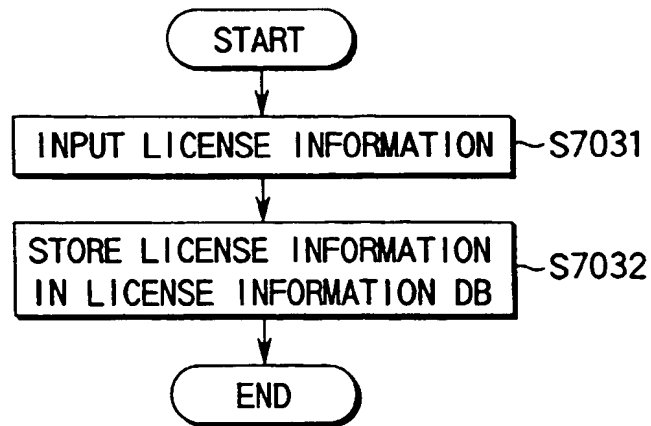 START
INPUT LICENSE INFORMATION
S7031
STORE LICENSE INFORMATION
IN LICENSE INFORMATION DB
S7032
END